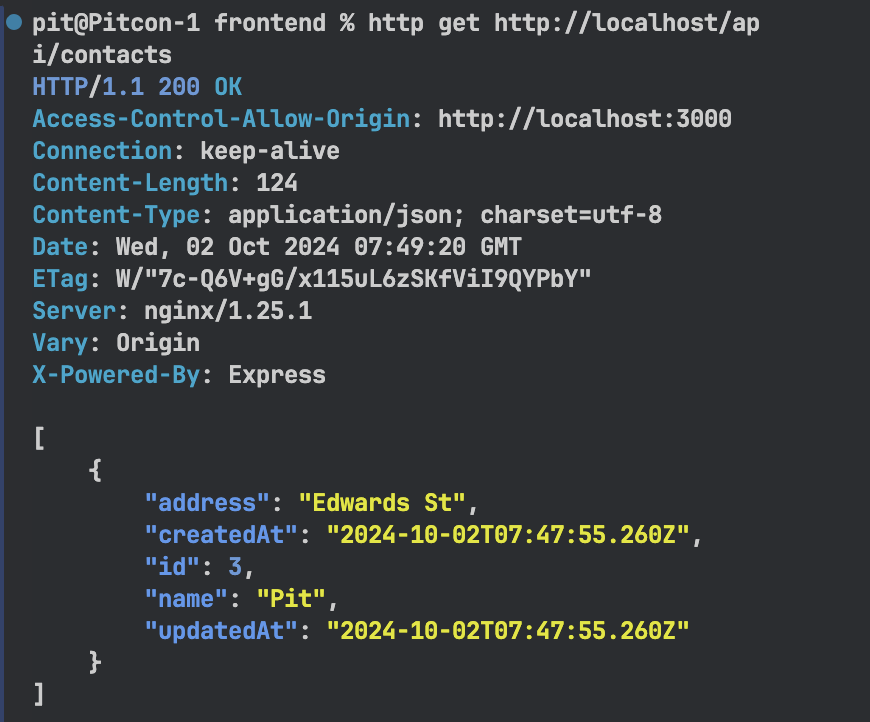 pit@Pitcon-1 frontend % http get http://localhost/ap
i/contacts
HTTP/1.1 200 OK
Access-Control-Allow-Origin: http://localhost:3000
Connection: keep-alive
Content-Length: 124
Content-Type: application/json; charset=utf-8
Date: Wed, 02 Oct 2024 07:49:20 GMT
ETag: W/"7c-Q6V+gG/x115uL6zSKfViI9QYPbY"
Server: nginx/1.25.1
Vary: Origin
X-Powered-By: Express

[
    {
        "address": "Edwards St",
        "createdAt": "2024-10-02T07:47:55.260Z",
        "id": 3,
        "name": "Pit",
        "updatedAt": "2024-10-02T07:47:55.260Z"
    }
]